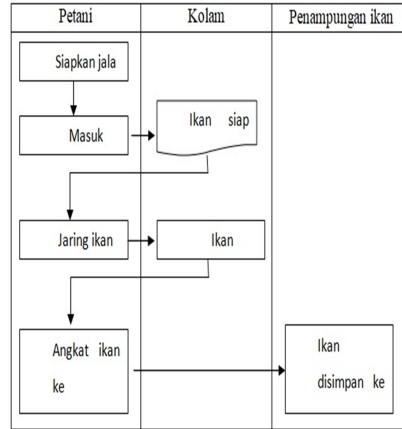 Petani
Kolam
Penampungan ikan
Siapkan jala
Masuk
Ikan siap
Jaring ikan
Ikan
Angkat ikan
ke
Ikan
disimpan ke